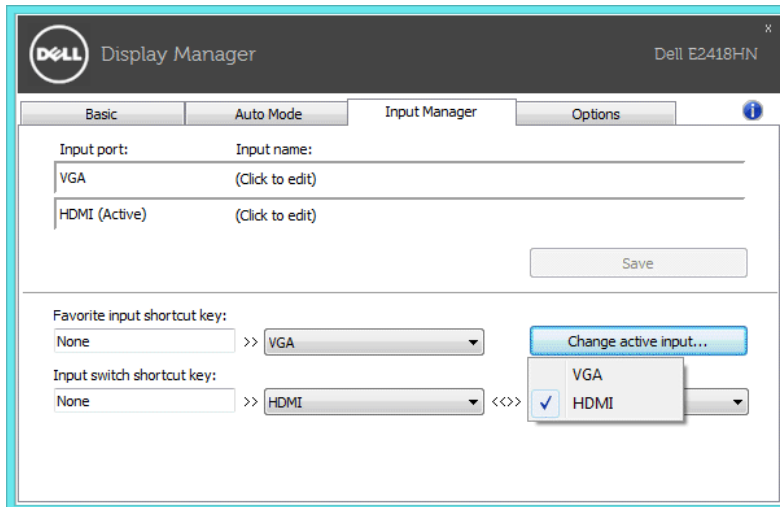 DELL Display Manager x
Dell E2418HN
Basic Auto Mode Input Manager Options i
Input port: Input name:
VGA (Click to edit)
HDMI (Active) (Click to edit)
Save
Favorite input shortcut key:
None >> VGA Change active input...
Input switch shortcut key:
None >> HDMI <<>>
VGA
HDMI